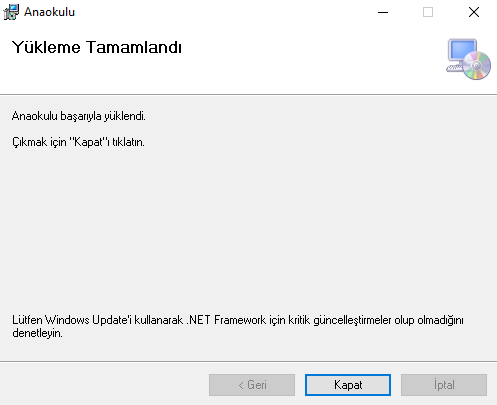 Anaokulu
Yükleme Tamamlandı
Anaokulu başarıyla yüklendi.
Çıkmak için "Kapat"ı tıklatın.
Lütfen Windows Update'i kullanarak .NET Framework için kritik güncelleştirmeler olup olmadığını
denetleyin.
< Geri
Kapat
İptal